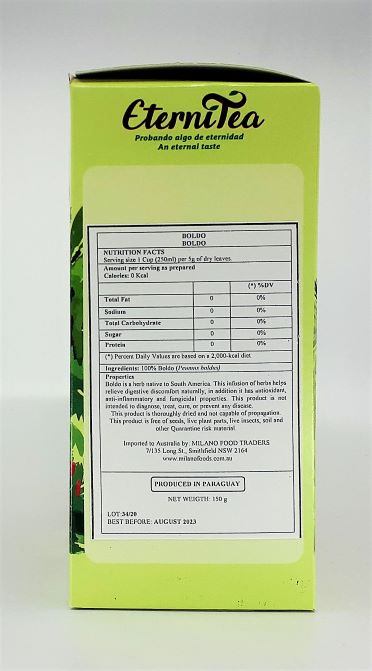 EterniTea
Probando algo de eternidad
An eternal taste
BOLDO
BOLDO
NUTRITION FACTS
Serving size 1 Cup (250ml) per 5g of dry leaves.
Amount per serving as prepared
Calories: 0 Kcal
(*) %DV
Total Fat 0 0%
Sodium 0 0%
Total Carbohydrate 0 0%
Sugar 0 0%
Protein 0 0%
(*) Percent Daily Values are based on a 2,000-kcal diet
Ingredients: 100% Boldo (Peumus boldus)
Properties
Boldo is a herb native to South America. This infusion of herbs helps
relieve digestive discomfort naturally, in addition it has antioxidant,
anti-inflammatory and fungicidal properties. This product is not
intended to diagnose, treat, cure, or prevent any disease.
This product is thoroughly dried and not capable of propagation.
This product is free of seeds, live plant parts, live insects, soil and
other Quarantine risk material.
Imported to Australia by: MILANO FOOD TRADERS
7/135 Long St., Smithfield NSW 2164
www.milanofoods.com.au
PRODUCED IN PARAGUAY
NET WEIGTH: 150 g
LOT:34/20
BEST BEFORE: AUGUST 2023